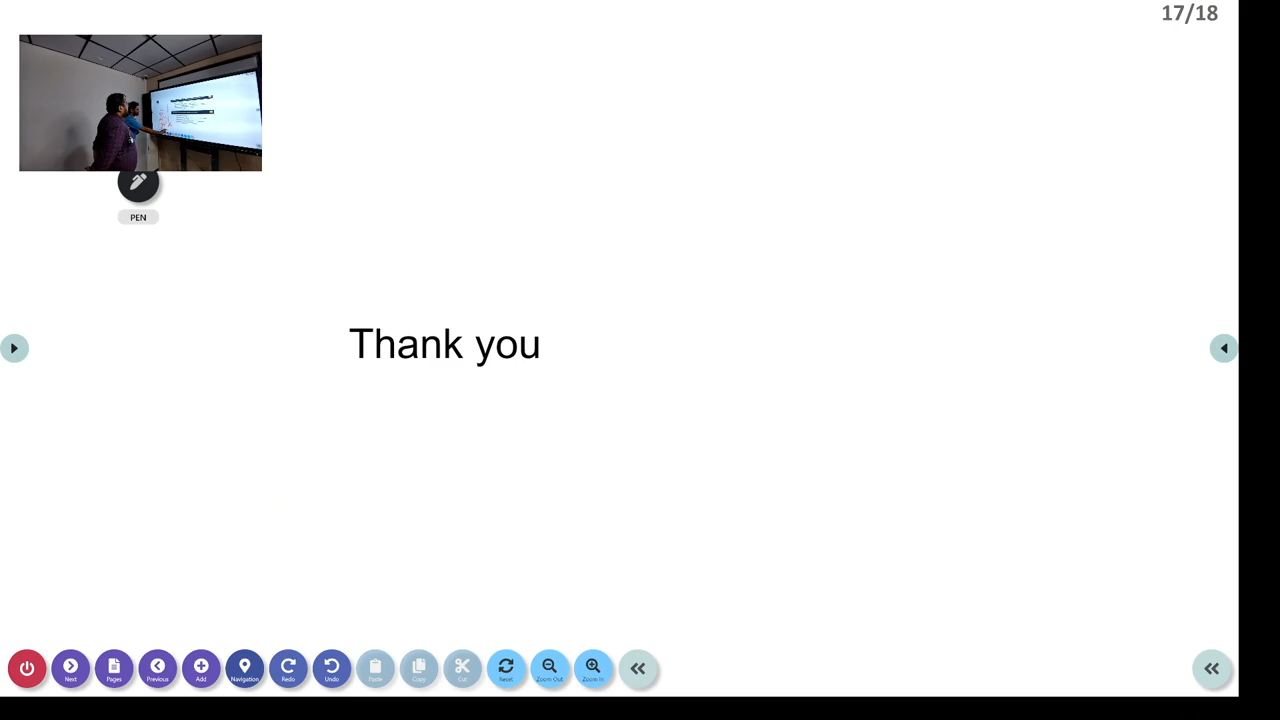 17/18
PEN
Thank you
Next
Pages
Previous
Add
Navigation
Redo
Undo
Paste
Copy
Cut
Reset
Zoom Out
Zoom In